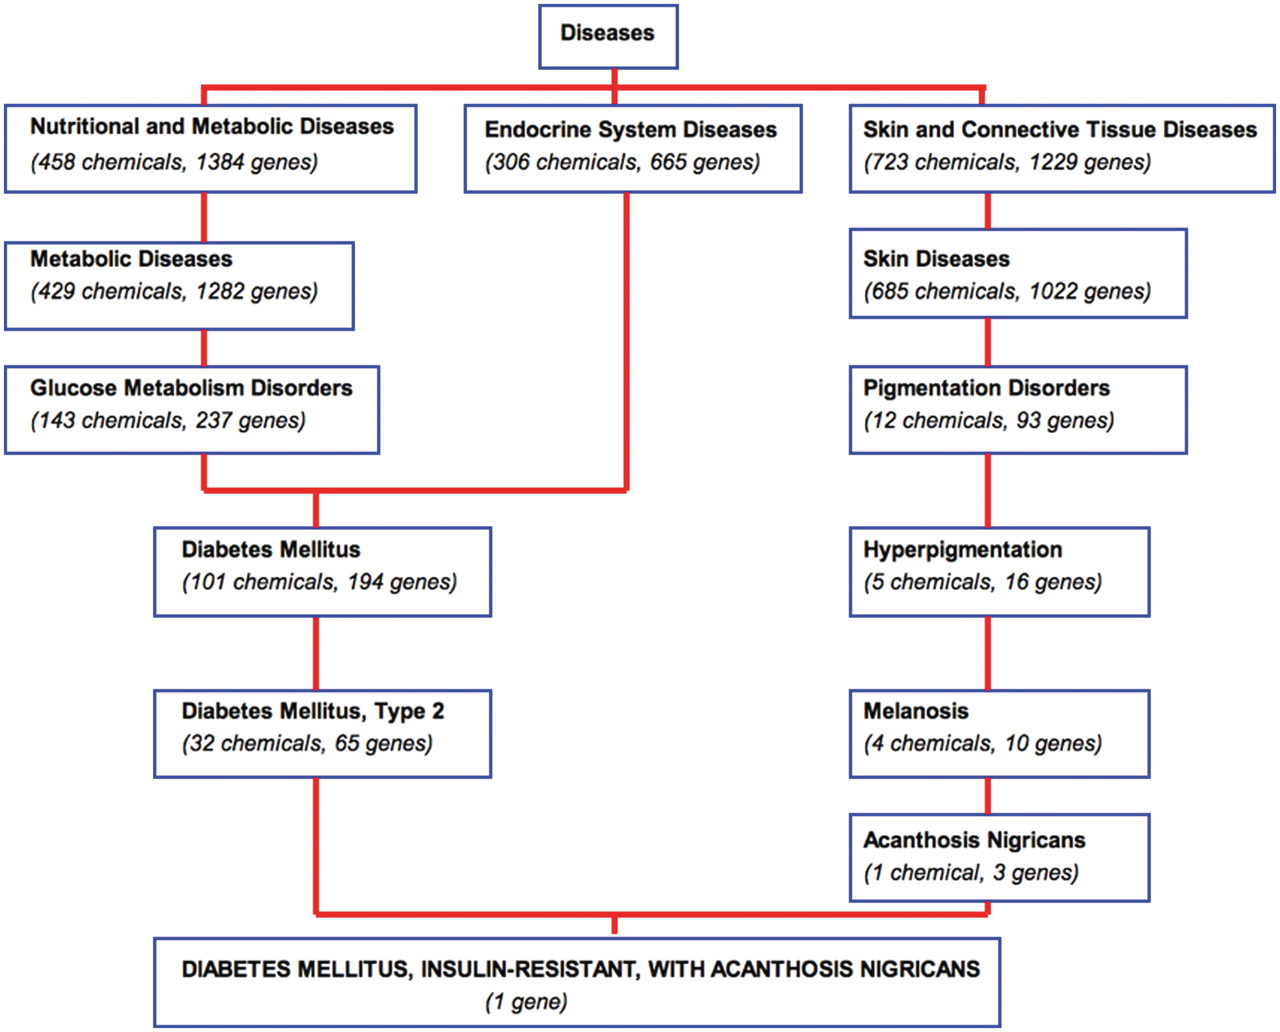 Diseases
Nutritional and Metabolic Diseases
(458 chemicals, 1384 genes)
Endocrine System Diseases
(306 chemicals, 665 genes)
Skin and Connective Tissue Diseases
(723 chemicals, 1229 genes)
Metabolic Diseases
(429 chemicals, 1282 genes)
Skin Diseases
(685 chemicals, 1022 genes)
Glucose Metabolism Disorders
(143 chemicals, 237 genes)
Pigmentation Disorders
(12 chemicals, 93 genes)
Diabetes Mellitus
(101 chemicals, 194 genes)
Hyperpigmentation
(5 chemicals, 16 genes)
Diabetes Mellitus, Type 2
(32 chemicals, 65 genes)
Melanosis
(4 chemicals, 10 genes)
Acanthosis Nigricans
(1 chemical, 3 genes)
DIABETES MELLITUS, INSULIN-RESISTANT, WITH ACANTHOSIS NIGRICANS
(1 gene)